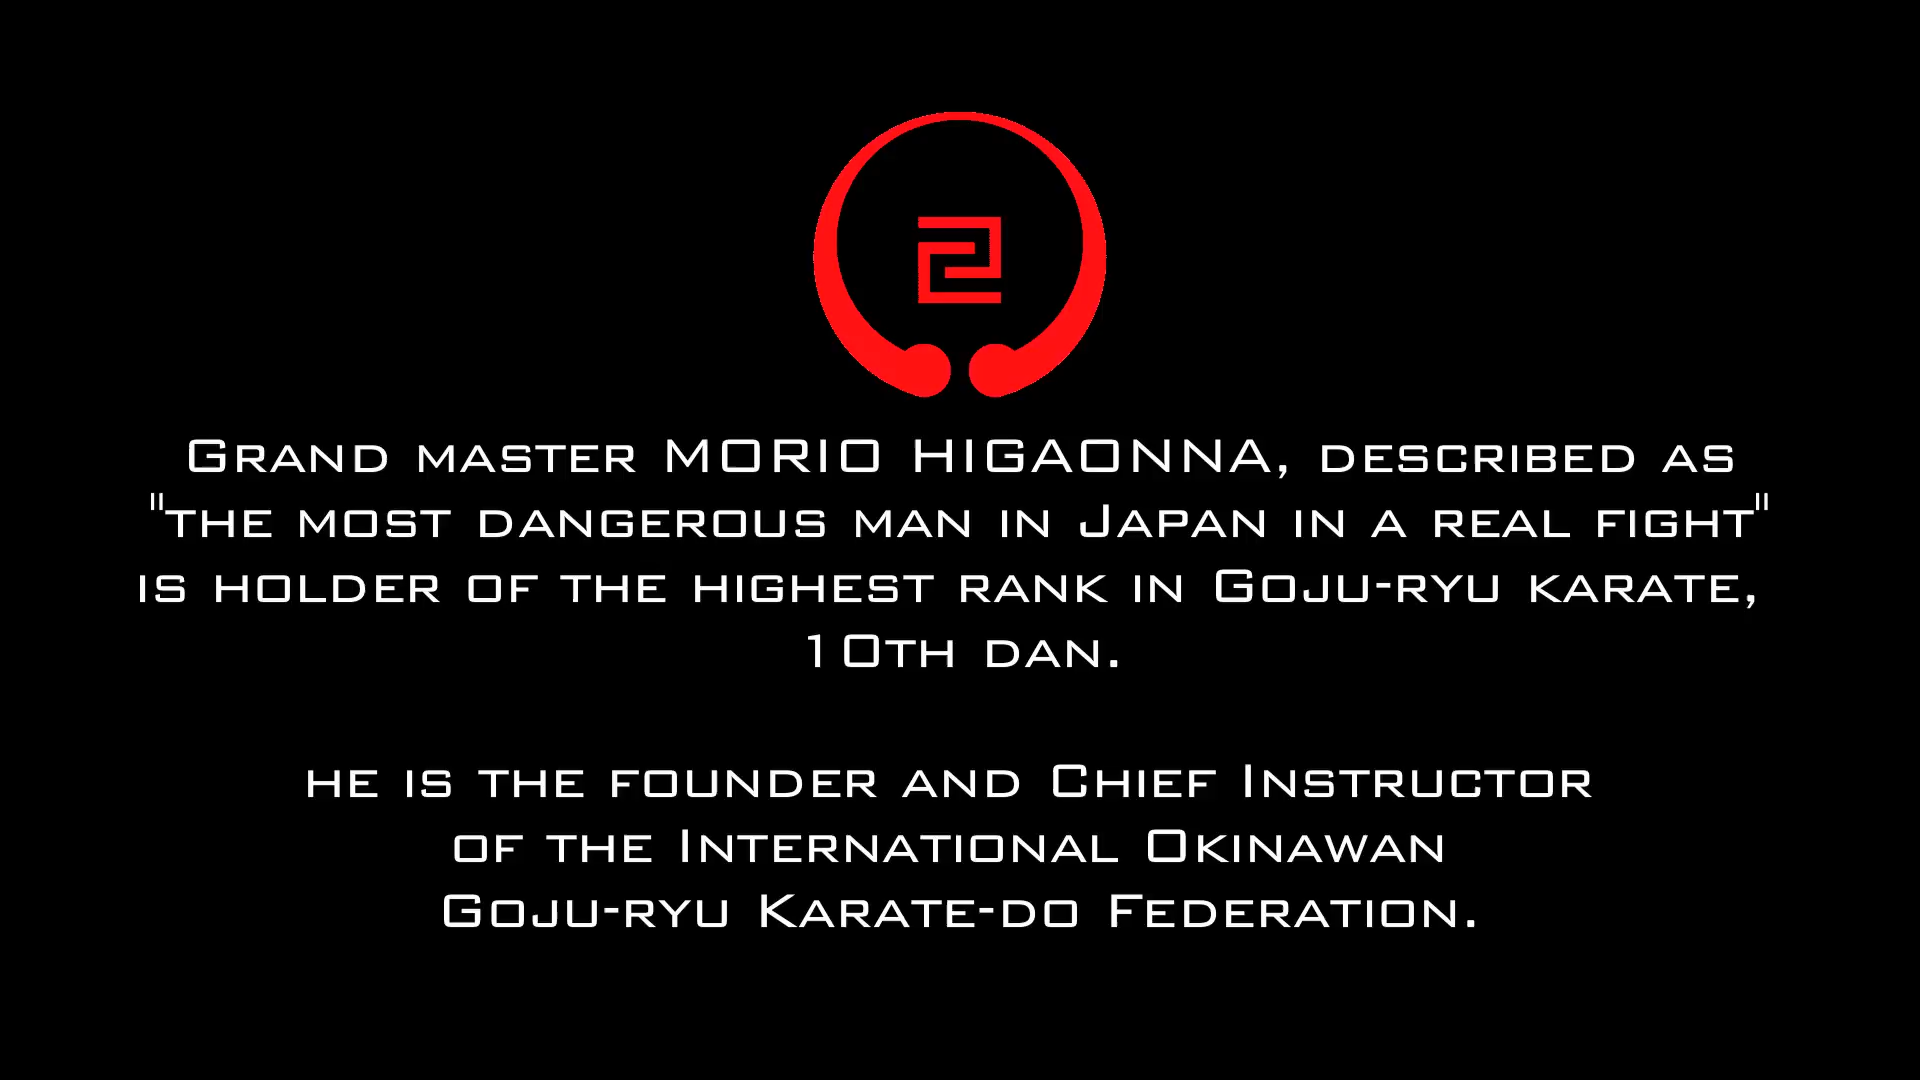 Grand master MORIO HIGAONNA, described as
"the most dangerous man in Japan in a real fight"
is holder of the highest rank in Goju-ryu karate,
10th dan.
he is the founder and Chief Instructor
of the International Okinawan
Goju-ryu Karate-do Federation.